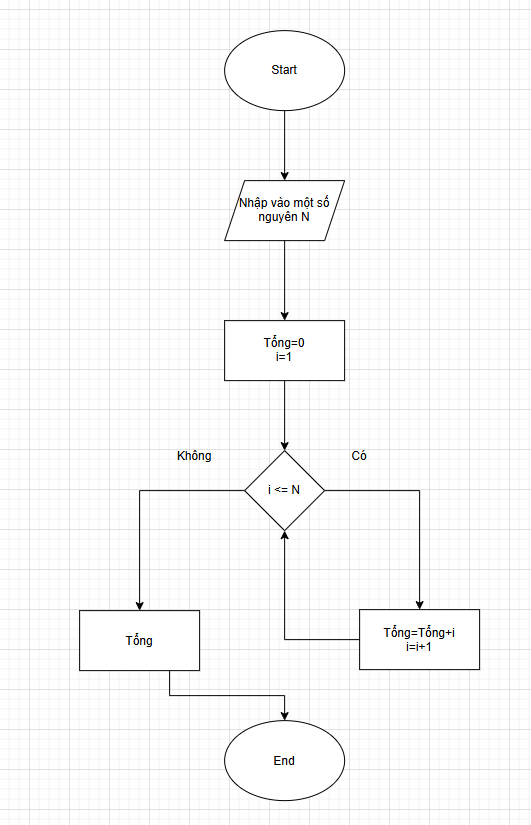 Start
Nhập vào một số
nguyên N
Tổng=0
i=1
Không
Có
i <= N
Tổng
Tổng=Tổng+i
i=i+1
End